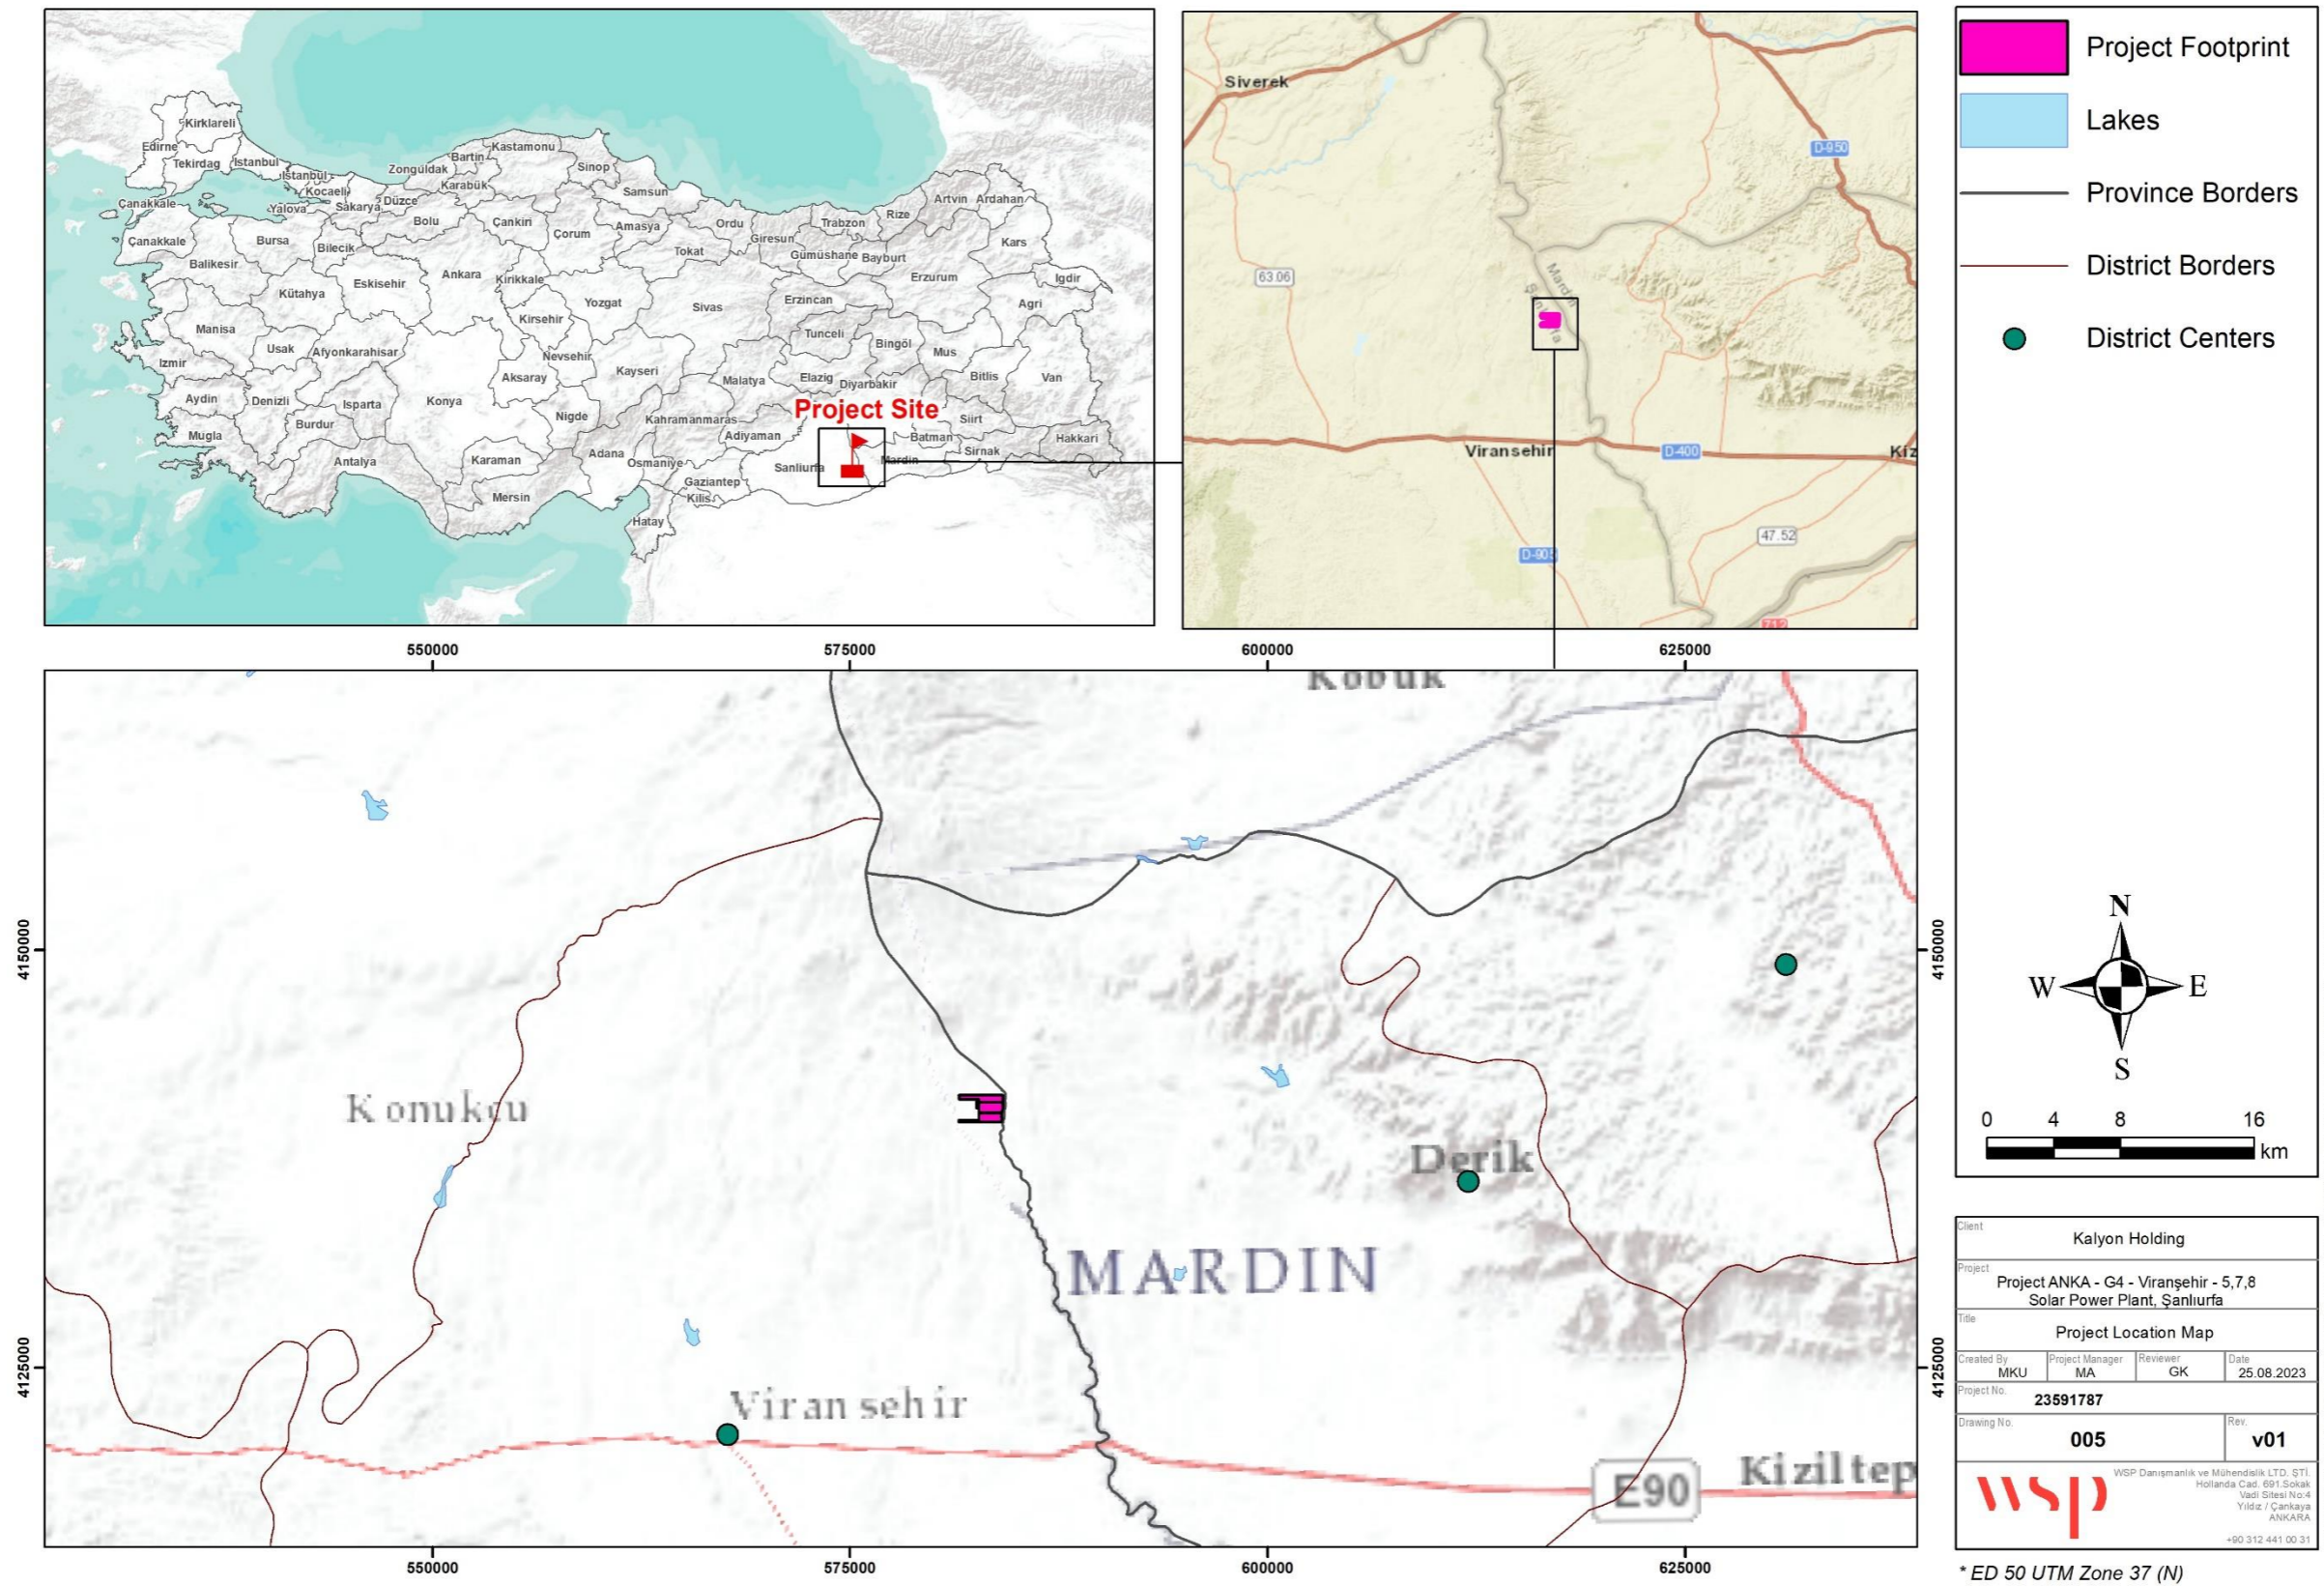 Kirklareli
Edirne
Tekirdag
Istanbul
Istanbul
Kocaeli
Yalova
Sakarya
Düzce
Zonguldak
Bartin
Karabük
Kastamonu
Sinop
Samsun
Çanakkale
Çanakkale
Balikesir
Bursa
Bilecik
Bolu
Çankiri
Çorum
Amasya
Tokat
Ordu
Giresun
Trabzon
Gümüshane
Bayburt
Rize
Artvin
Ardahan
Kars
Igdir
Erzurum
Agri
Kütahya
Eskisehir
Ankara
Kirikkale
Yozgat
Sivas
Erzincan
Tunceli
Bingöl
Mus
Bitlis
Van
Manisa
Usak
Afyonkarahisar
Kirsehir
Nevsehir
Aksaray
Kayseri
Malatya
Elazig
Diyarbakir
Izmir
Aydin
Denizli
Isparta
Burdur
Konya
Nigde
Kahramanmaras
Adiyaman
Project Site
Siirt
Batman
Sirnak
Hakkari
Mugla
Antalya
Karaman
Mersin
Adana
Osmaniye
Gaziantep
Kilis
Hatay
Sanliurfa
Mardin
Siverek
D-950
63.06
Mardin
Viransehir
D-400
Kiz
47.52
D-905
712
550000
575000
600000
625000
4150000
4125000
Kobuk
Konukcu
Derik
MARDIN
Viransehir
E90
Kiziltep
4150000
4125000
550000
575000
600000
625000
Project Footprint
Lakes
Province Borders
District Borders
District Centers
N
W
E
S
0 4 8 16
km
Client
Kalyon Holding
Project
Project ANKA - G4 - Viranşehir - 5,7,8
Solar Power Plant, Şanlıurfa
Title
Project Location Map
Created By
MKU
Project Manager
MA
Reviewer
GK
Date
25.08.2023
Project No.
23591787
Drawing No.
005
Rev.
v01
wsp
WSP Danışmanlık ve Mühendislik LTD. ŞTİ.
Hollanda Cad. 691.Sokak
Vadi Sitesi No:4
Yıldız / Çankaya
ANKARA
+90 312 441 00 31
* ED 50 UTM Zone 37 (N)